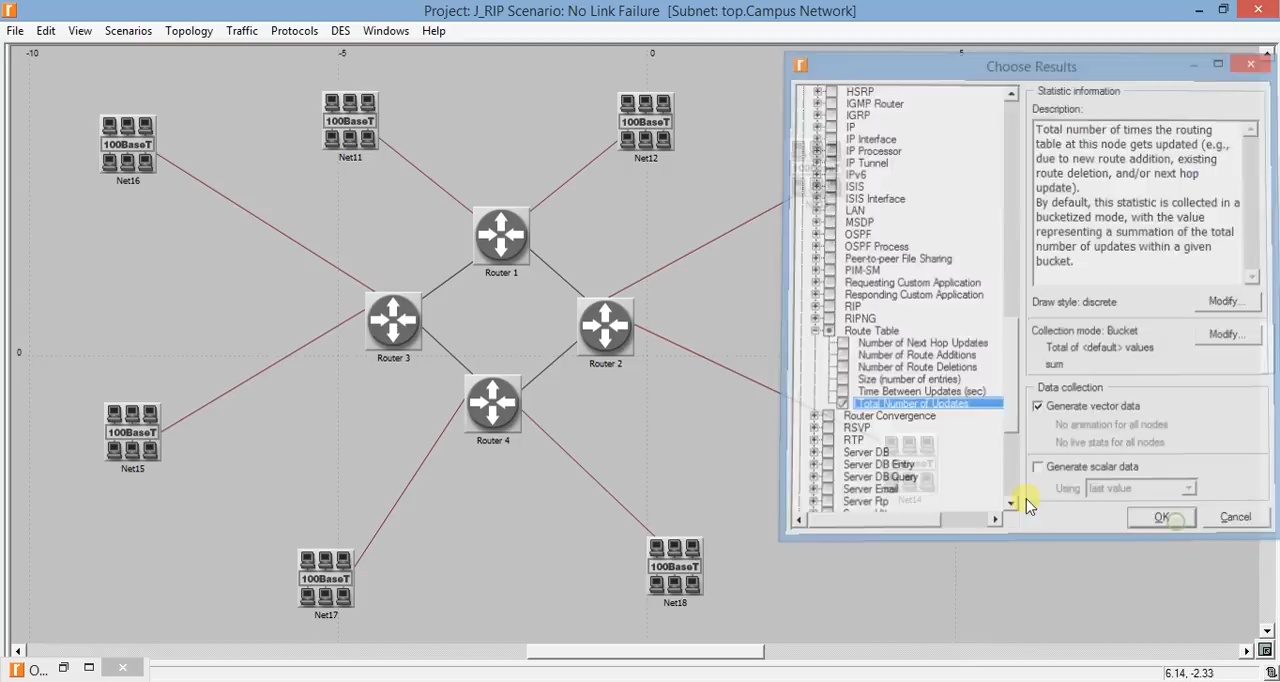 Project: J_RIP Scenario: No Link Failure [Subnet: top.Campus Network]
File Edit View Scenarios Topology Traffic Protocols DES Windows Help
-10 -5 0 5
0
100BaseT
Net16
100BaseT
Net11
100BaseT
Net12
Router 1
Router 3
Router 2
Router 4
100BaseT
Net15
100BaseT
Net17
100BaseT
Net18
Net14
Choose Results
HSRP
IGMP Router
IGRP
IP
IP Interface
IP Processor
IP Tunnel
IPv6
ISIS
ISIS Interface
LAN
MSDP
OSPF
OSPF Process
Peer-to-peer File Sharing
PIM-SM
Requesting Custom Application
Responding Custom Application
RIP
RIPNG
Route Table
Number of Next Hop Updates
Number of Route Additions
Number of Route Deletions
Size (number of entries)
Time Between Updates (sec)
Total Number of Updates
Router Convergence
RSVP
RTP
Server DB
Server DB Entry
Server DB Query
Server Email
Server Ftp
Statistic information
Description:
Total number of times the routing
table at this node gets updated (e.g.,
due to new route addition, existing
route deletion, and/or next hop
update).
By default, this statistic is collected in a
bucketized mode, with the value
representing a summation of the total
number of updates within a given
bucket.
Draw style: discrete
Modify...
Collection mode: Bucket
Modify...
Total of <default> values
sum
Data collection
Generate vector data
No animation for all nodes
No live stats for all nodes
Generate scalar data
Using last value
OK
Cancel
O...
6.14, -2.33